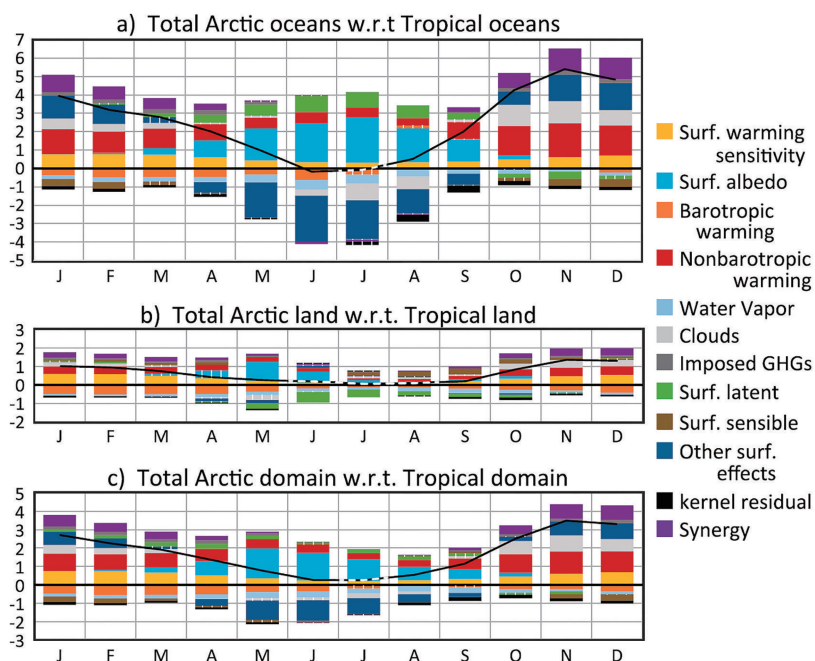 a) Total Arctic oceans w.r.t Tropical oceans
7
6
5
4
3
2
1
0
-1
-2
-3
-4
-5
J F M A M J J A S O N D
b) Total Arctic land w.r.t. Tropical land
3
2
1
0
-1
-2
J F M A M J J A S O N D
c) Total Arctic domain w.r.t. Tropical domain
5
4
3
2
1
0
-1
-2
-3
J F M A M J J A S O N D
Surf. warming
sensitivity
Surf. albedo
Barotropic
warming
Nonbarotropic
warming
Water Vapor
Clouds
Imposed GHGs
Surf. latent
Surf. sensible
Other surf.
effects
kernel residual
Synergy